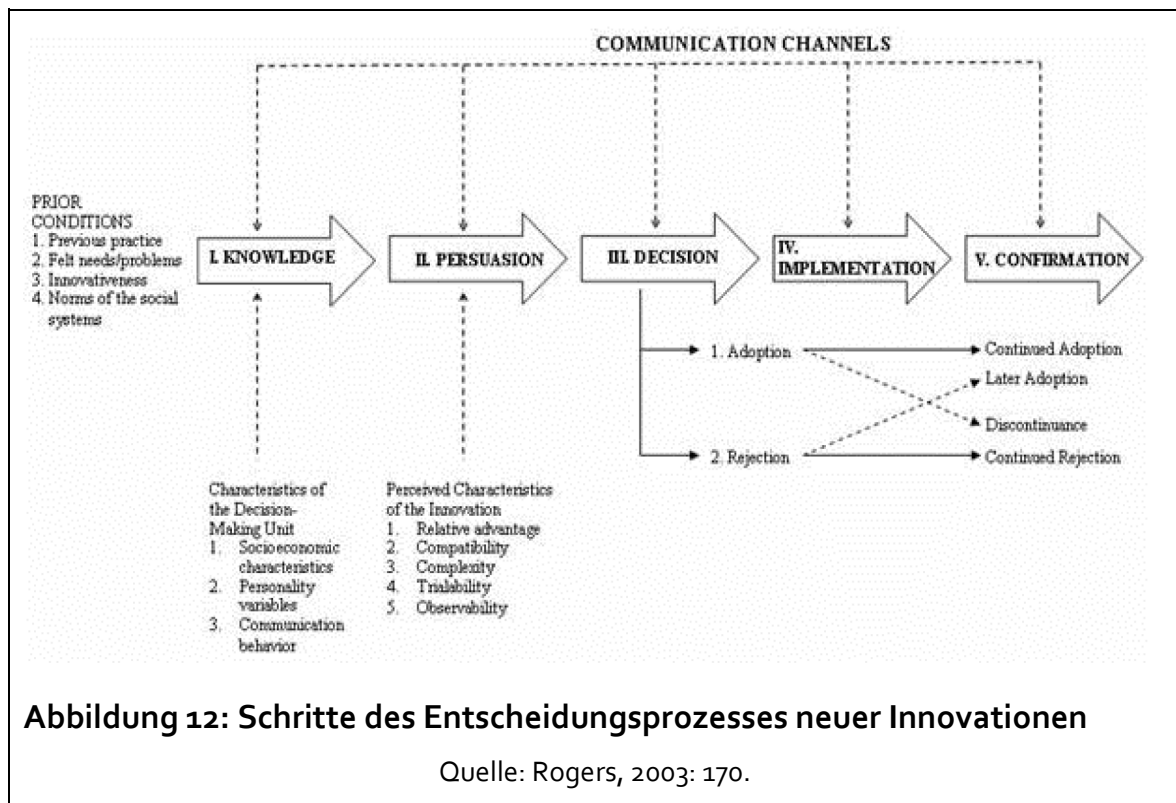 COMMUNICATION CHANNELS
PRIOR
CONDITIONS
1. Previous practice
2. Felt needs/problems
3. Innovativeness
4. Norms of the social
systems
I. KNOWLEDGE
II. PERSUASION
III. DECISION
IV.
IMPLEMENTATION
V. CONFIRMATION
1. Adoption
Continued Adoption
Later Adoption
Discontinuance
2. Rejection
Continued Rejection
Characteristics of
the Decision-
Making Unit
1. Socioeconomic
characteristics
2. Personality
variables
3. Communication
behavior
Perceived Characteristics
of the Innovation
1. Relative advantage
2. Compatibility
3. Complexity
4. Trialability
5. Observability
Abbildung 12: Schritte des Entscheidungsprozesses neuer Innovationen
Quelle: Rogers, 2003: 170.